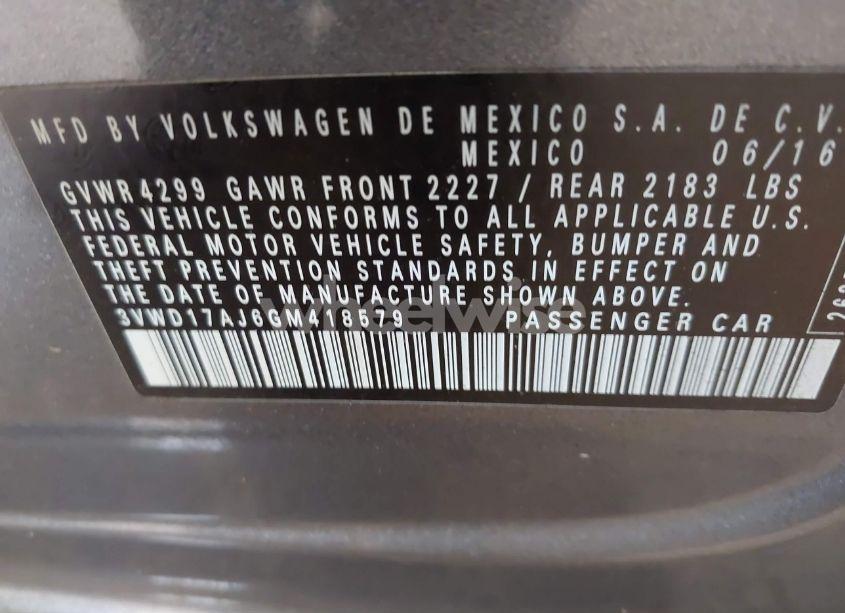 MFD BY VOLKSWAGEN DE MEXICO S.A. DE C.V.
MEXICO 06/16
GVWR 4299 GAWR FRONT 2227 / REAR 2183 LBS
THIS VEHICLE CONFORMS TO ALL APPLICABLE U.S.
FEDERAL MOTOR VEHICLE SAFETY, BUMPER AND
THEFT PREVENTION STANDARDS IN EFFECT ON
THE DATE OF MANUFACTURE SHOWN ABOVE.
3VWD17AJ6GM418579 PASSENGER CAR
wheelwise